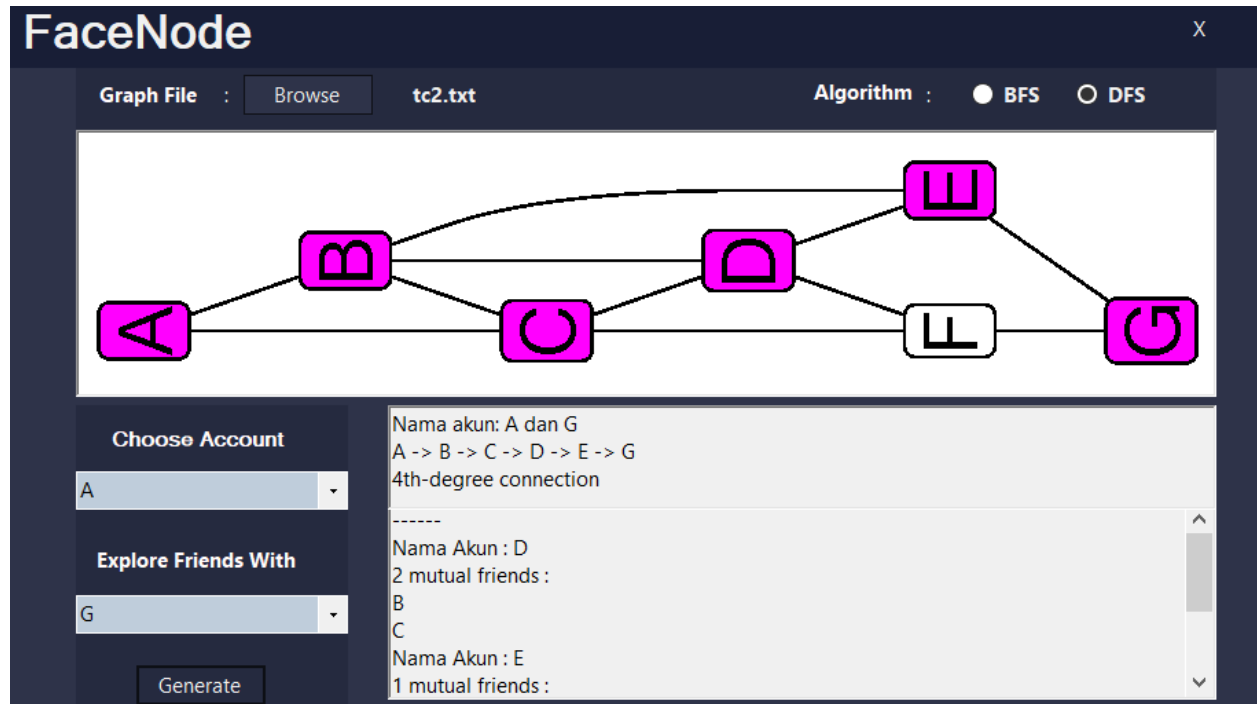 FaceNode
X
Graph File : Browse tc2.txt Algorithm : BFS DFS
E
B
D
A
C
F
G
Choose Account
A
Explore Friends With
G
Generate
Nama akun: A dan G
A -> B -> C -> D -> E -> G
4th-degree connection
------
Nama Akun : D
2 mutual friends :
B
C
Nama Akun : E
1 mutual friends :